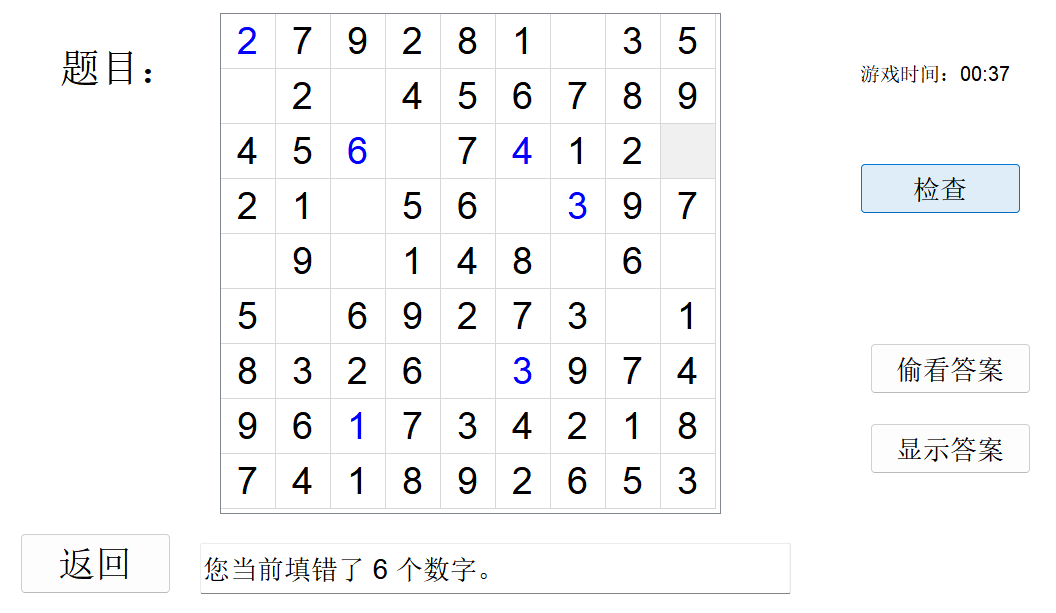 题目：
2 7 9 2 8 1 3 5
2 4 5 6 7 8 9
4 5 6 7 4 1 2
2 1 5 6 3 9 7
9 1 4 8 6
5 6 9 2 7 3 1
8 3 2 6 3 9 7 4
9 6 1 7 3 4 2 1 8
7 4 1 8 9 2 6 5 3
游戏时间：00:37
检查
偷看答案
显示答案
返回
您当前填错了 6 个数字。